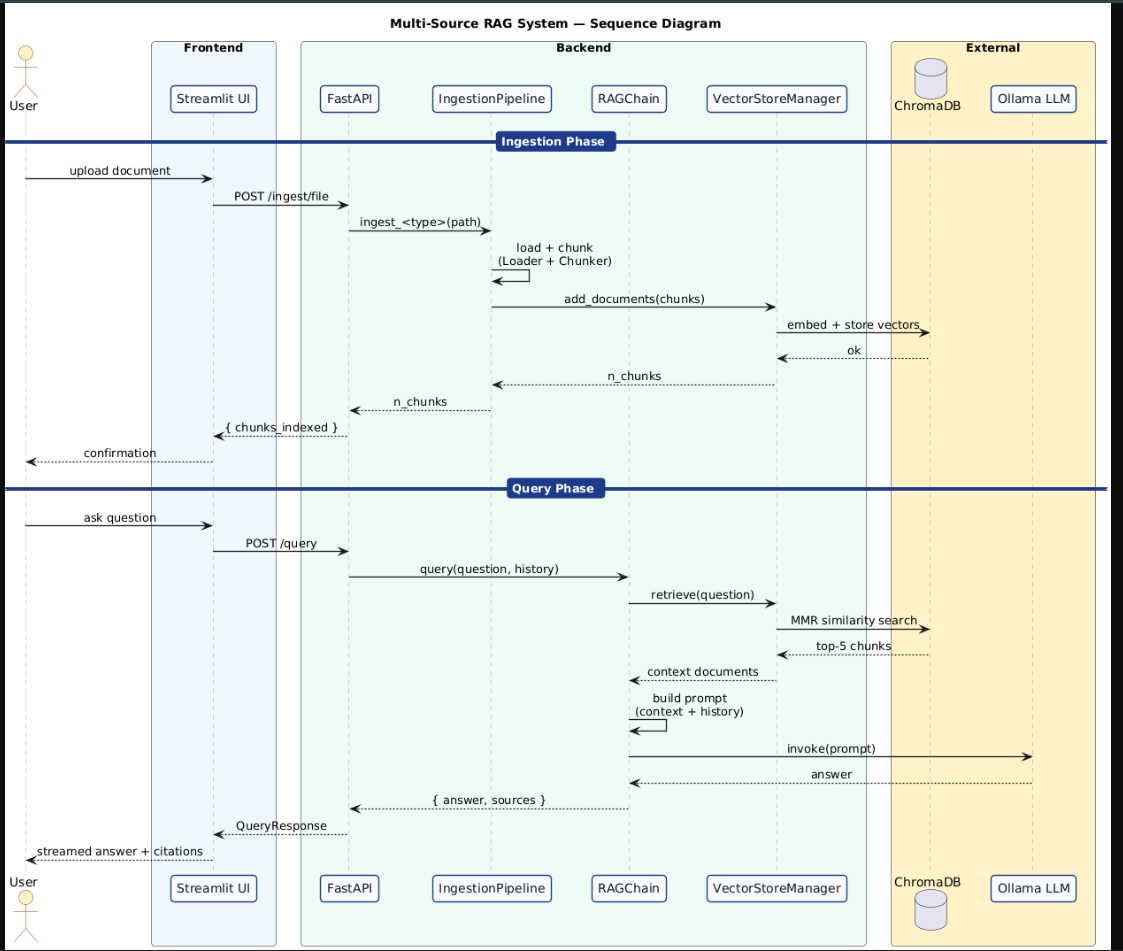 Multi-Source RAG System — Sequence Diagram
Frontend
Backend
External
User
Streamlit UI
FastAPI
IngestionPipeline
RAGChain
VectorStoreManager
ChromaDB
Ollama LLM
Ingestion Phase
upload document
POST /ingest/file
ingest_<type>(path)
load + chunk
(Loader + Chunker)
add_documents(chunks)
embed + store vectors
ok
n_chunks
n_chunks
{ chunks_indexed }
confirmation
Query Phase
ask question
POST /query
query(question, history)
retrieve(question)
MMR similarity search
top-5 chunks
context documents
build prompt
(context + history)
invoke(prompt)
answer
{ answer, sources }
QueryResponse
streamed answer + citations
User
Streamlit UI
FastAPI
IngestionPipeline
RAGChain
VectorStoreManager
ChromaDB
Ollama LLM